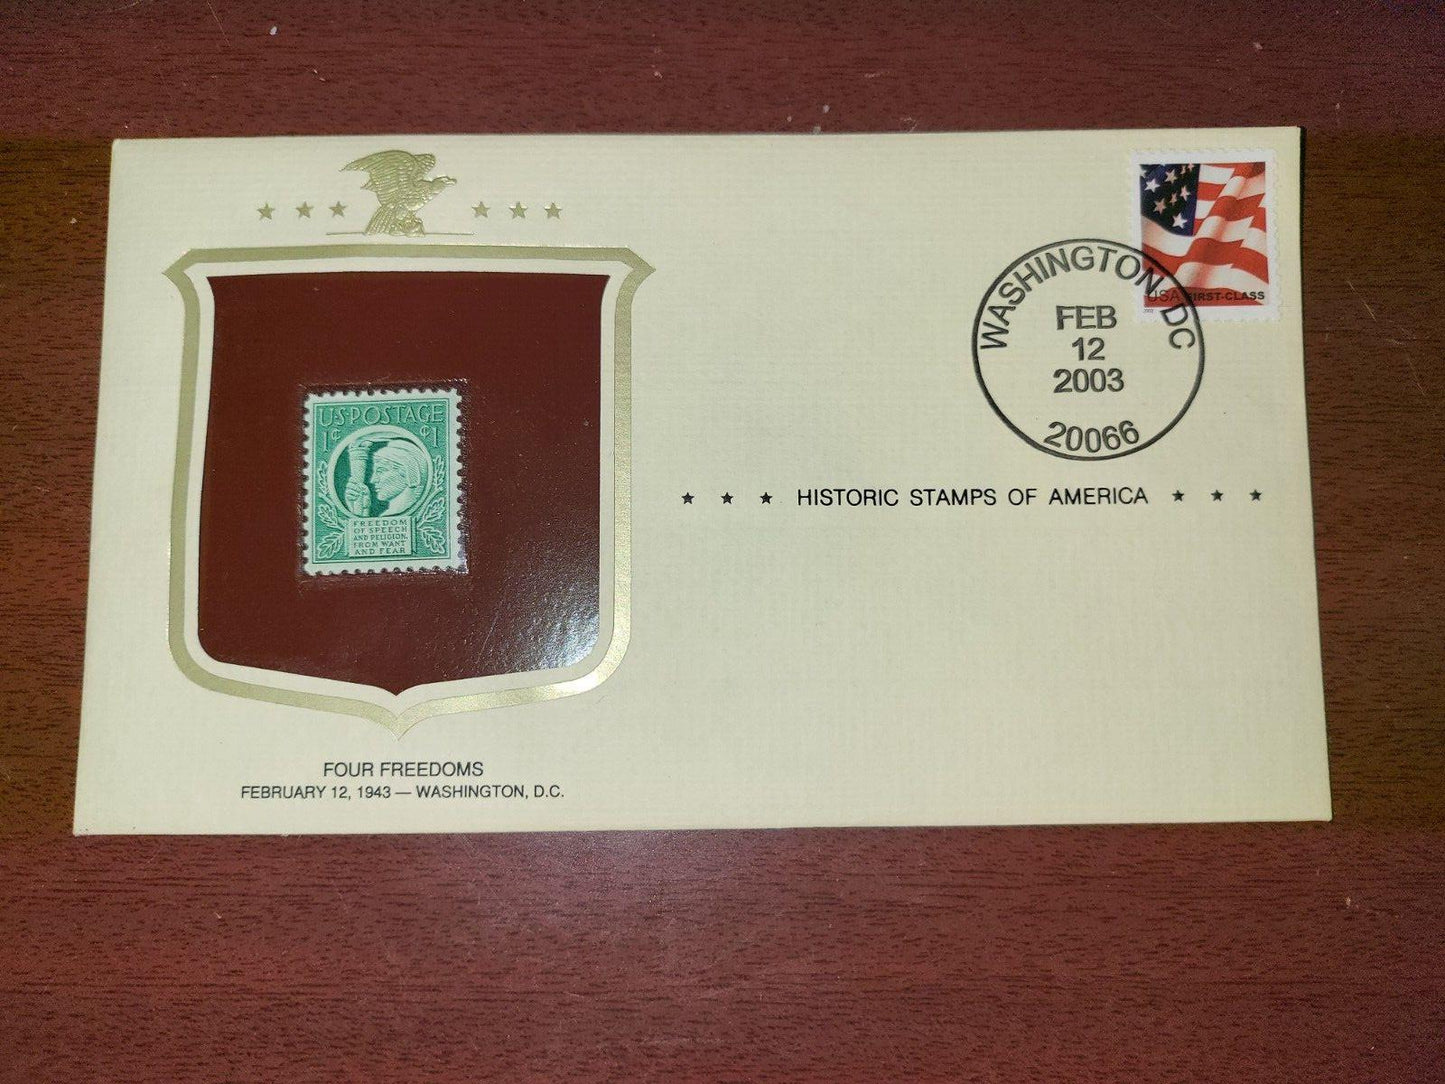 U.S. POSTAGE
1¢ ¢1
FREEDOM
OF SPEECH
AND RELIGION,
FROM WANT
AND FEAR
FOUR FREEDOMS
FEBRUARY 12, 1943 — WASHINGTON, D.C.
USA FIRST-CLASS
2002
WASHINGTON, DC
FEB
12
2003
20066
★ ★ ★ HISTORIC STAMPS OF AMERICA ★ ★ ★